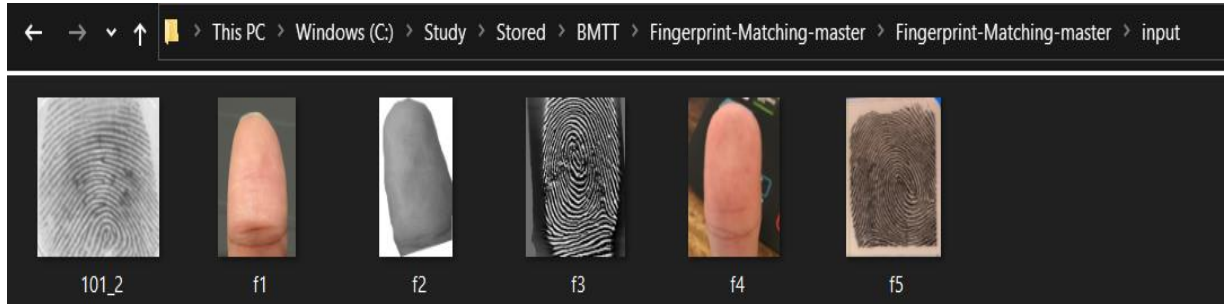 This PC > Windows (C:) > Study > Stored > BMTT > Fingerprint-Matching-master > Fingerprint-Matching-master > input
101_2 f1 f2 f3 f4 f5